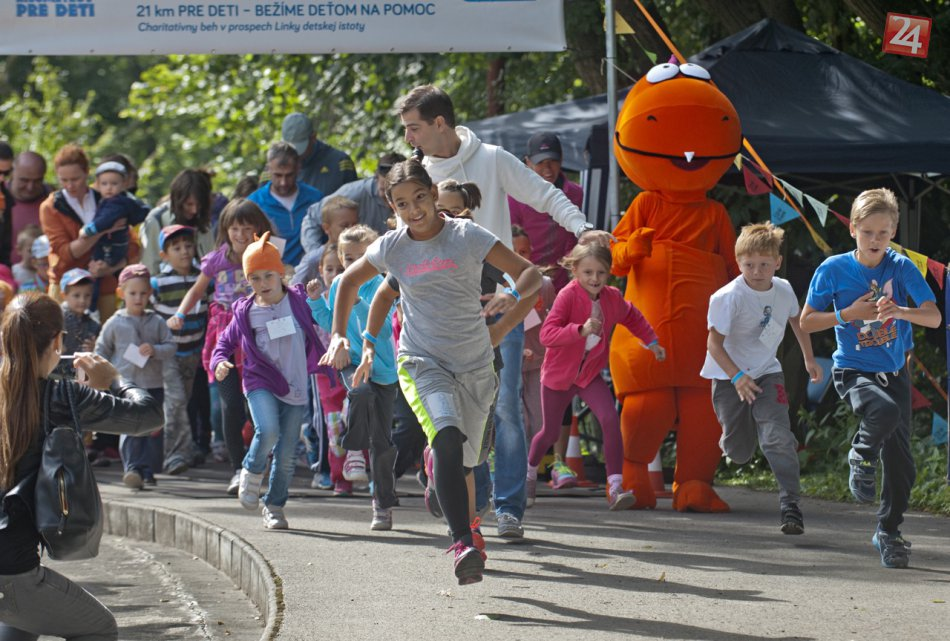 PRE DETI
21 km PRE DETI – BEŽÍME DEŤOM NA POMOC
Charitatívny beh v prospech Linky detskej istoty
24